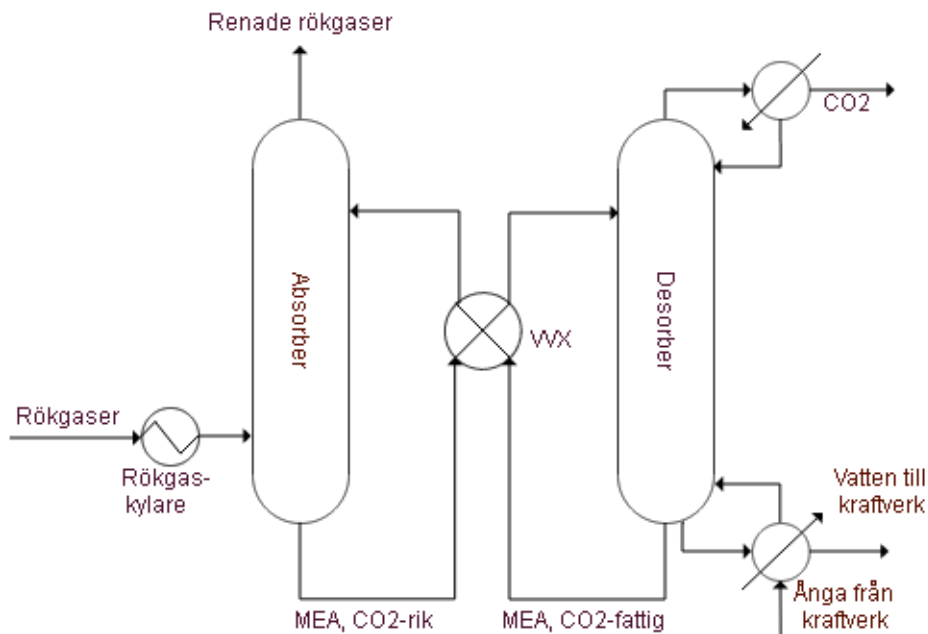 Renade rökgaser
CO2
Absorber
Desorber
VVX
Rökgaser
Rökgas-
kylare
Vatten till
kraftverk
Ånga från
kraftverk
MEA, CO2-rik
MEA, CO2-fattig